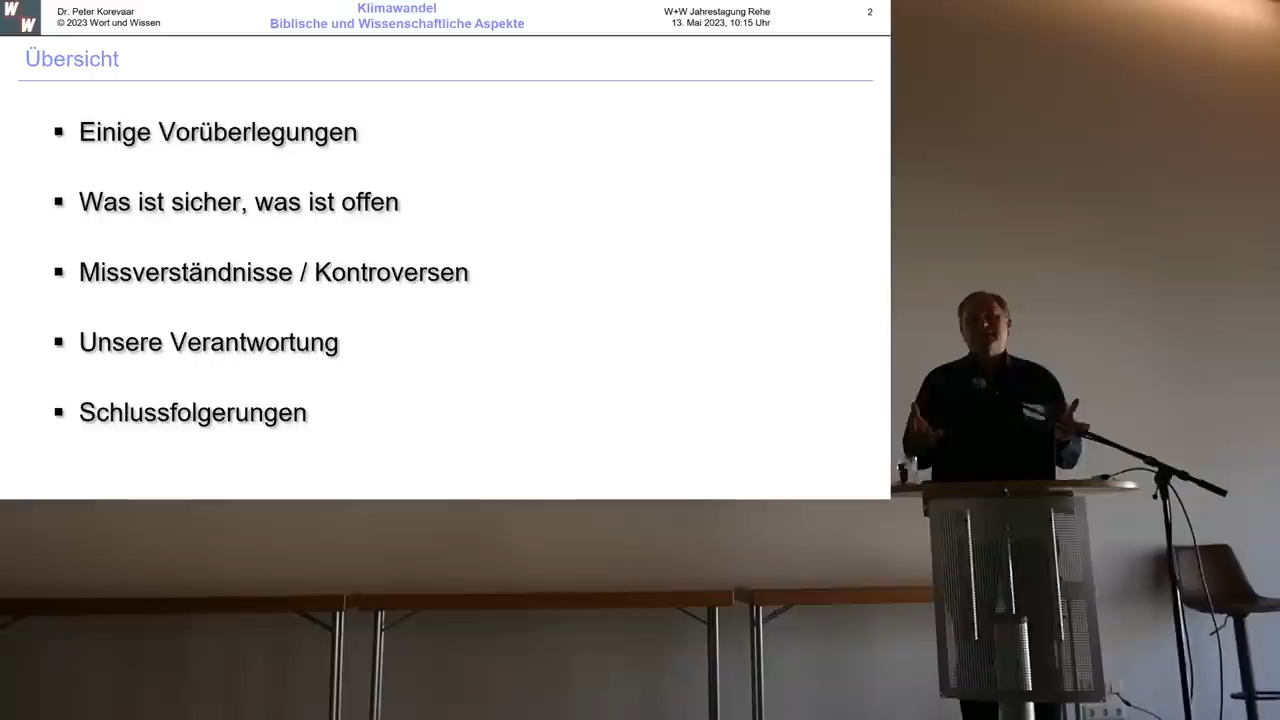 W
W
Dr. Peter Korevaar
© 2023 Wort und Wissen
Klimawandel
Biblische und Wissenschaftliche Aspekte
W+W Jahrestagung Rehe
13. Mai 2023, 10:15 Uhr
2
Übersicht
Einige Vorüberlegungen
Was ist sicher, was ist offen
Missverständnisse / Kontroversen
Unsere Verantwortung
Schlussfolgerungen